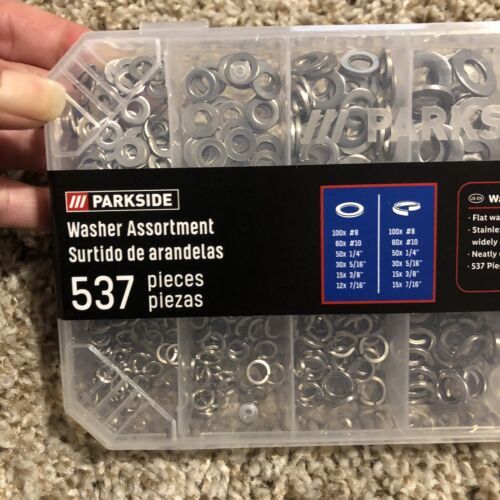 /// PARKS
/// PARKSIDE
Washer Assortment
Surtido de arandelas
537 pieces
piezas
100x #8
60x #10
50x 1/4"
30x 5/16"
15x 3/8"
12x 7/16"
100x #8
60x #10
50x 1/4"
30x 5/16"
15x 3/8"
15x 7/16"
Wa
· Flat wa
· Stainle
widely
· Neatly
· 537 Pie